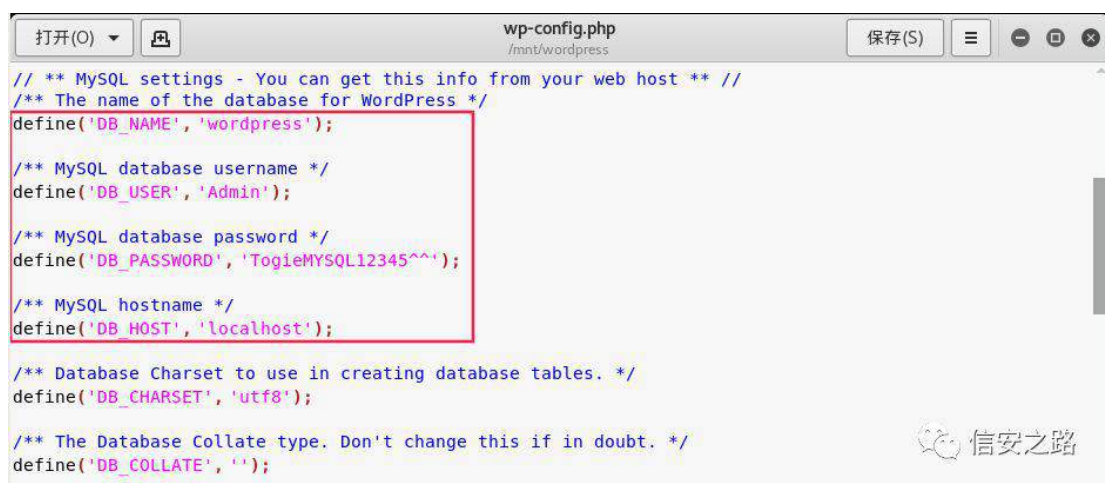 打开(O)
wp-config.php
/mnt/wordpress
保存(S)
// ** MySQL settings - You can get this info from your web host ** //
/** The name of the database for WordPress */
define('DB_NAME', 'wordpress');
/** MySQL database username */
define('DB_USER', 'Admin');
/** MySQL database password */
define('DB_PASSWORD', 'TogieMYSQL12345^^');
/** MySQL hostname */
define('DB_HOST', 'localhost');
/** Database Charset to use in creating database tables. */
define('DB_CHARSET', 'utf8');
/** The Database Collate type. Don't change this if in doubt. */
define('DB_COLLATE', '');
信安之路